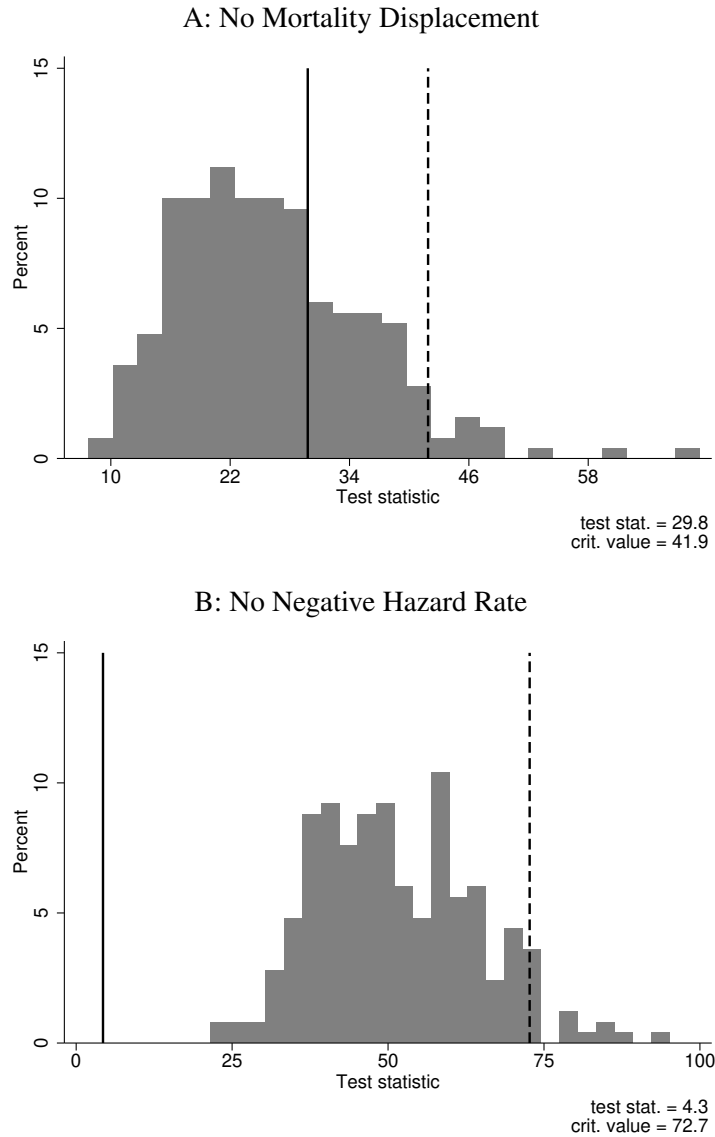 A: No Mortality Displacement
15
10
5
0
Percent
10 22 34 46 58
Test statistic
test stat. = 29.8
crit. value = 41.9
B: No Negative Hazard Rate
15
10
5
0
Percent
0 25 50 75 100
Test statistic
test stat. = 4.3
crit. value = 72.7